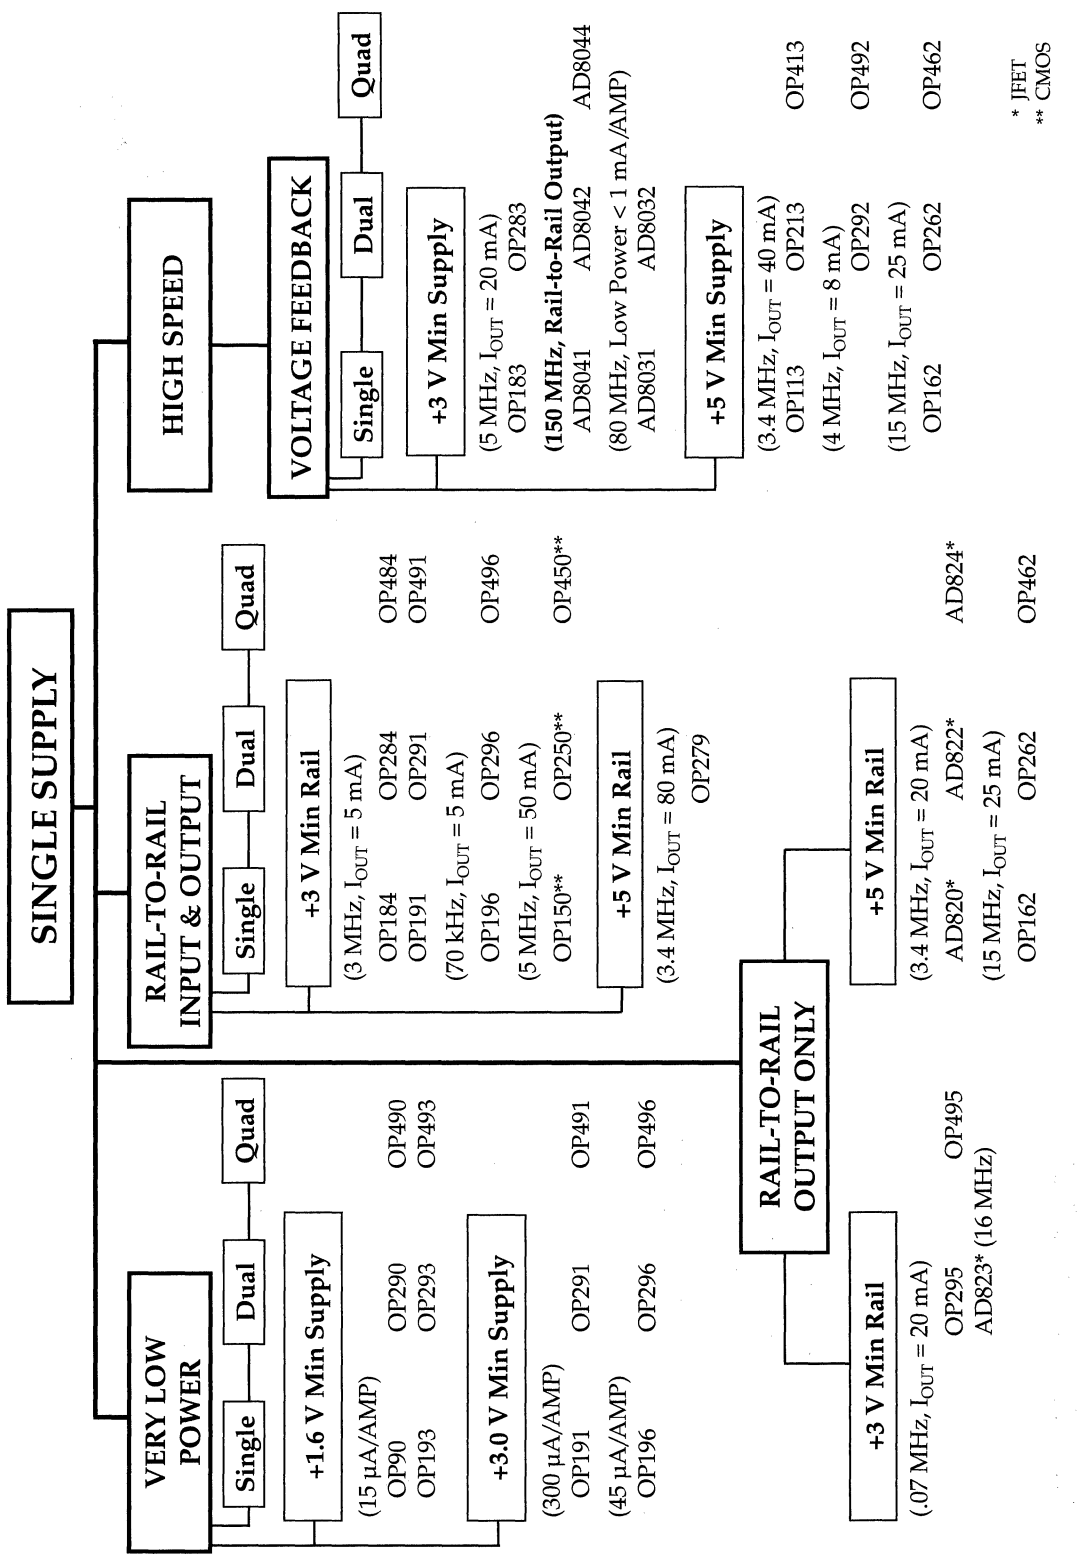 SINGLE SUPPLY
VERY LOW
POWER
Single
Dual
Quad
+1.6 V Min Supply
(15 µA/AMP)
OP90 OP290 OP490
OP193 OP293 OP493
+3.0 V Min Supply
(300 µA/AMP)
OP191 OP291 OP491
(45 µA/AMP)
OP196 OP296 OP496
RAIL-TO-RAIL
INPUT & OUTPUT
Single
Dual
Quad
+3 V Min Rail
(3 MHz, IOUT = 5 mA)
OP184 OP284 OP484
OP191 OP291 OP491
(70 kHz, IOUT = 5 mA)
OP196 OP296 OP496
(5 MHz, IOUT = 50 mA)
OP150** OP250** OP450**
+5 V Min Rail
(3.4 MHz, IOUT = 80 mA)
OP279
HIGH SPEED
VOLTAGE FEEDBACK
Single
Dual
Quad
+3 V Min Supply
(5 MHz, IOUT = 20 mA)
OP183 OP283
(150 MHz, Rail-to-Rail Output)
AD8041 AD8042 AD8044
(80 MHz, Low Power < 1 mA/AMP)
AD8031 AD8032
+5 V Min Supply
(3.4 MHz, IOUT = 40 mA)
OP113 OP213 OP413
(4 MHz, IOUT = 8 mA)
OP292 OP492
(15 MHz, IOUT = 25 mA)
OP162 OP262 OP462
RAIL-TO-RAIL
OUTPUT ONLY
+3 V Min Rail
(.07 MHz, IOUT = 20 mA)
OP295 OP495
AD823* (16 MHz)
+5 V Min Rail
(3.4 MHz, IOUT = 20 mA)
AD820* AD822* AD824*
(15 MHz, IOUT = 25 mA)
OP162 OP262 OP462
* JFET
** CMOS